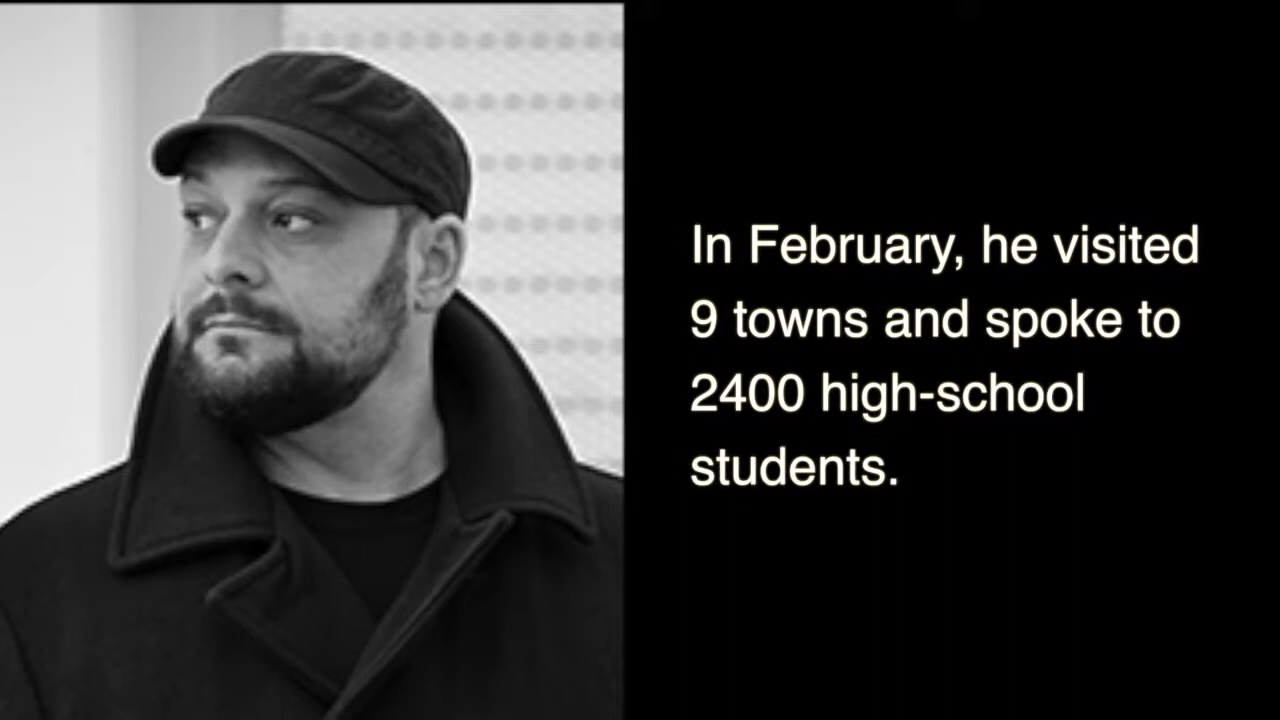 In February, he visited
9 towns and spoke to
2400 high-school
students.